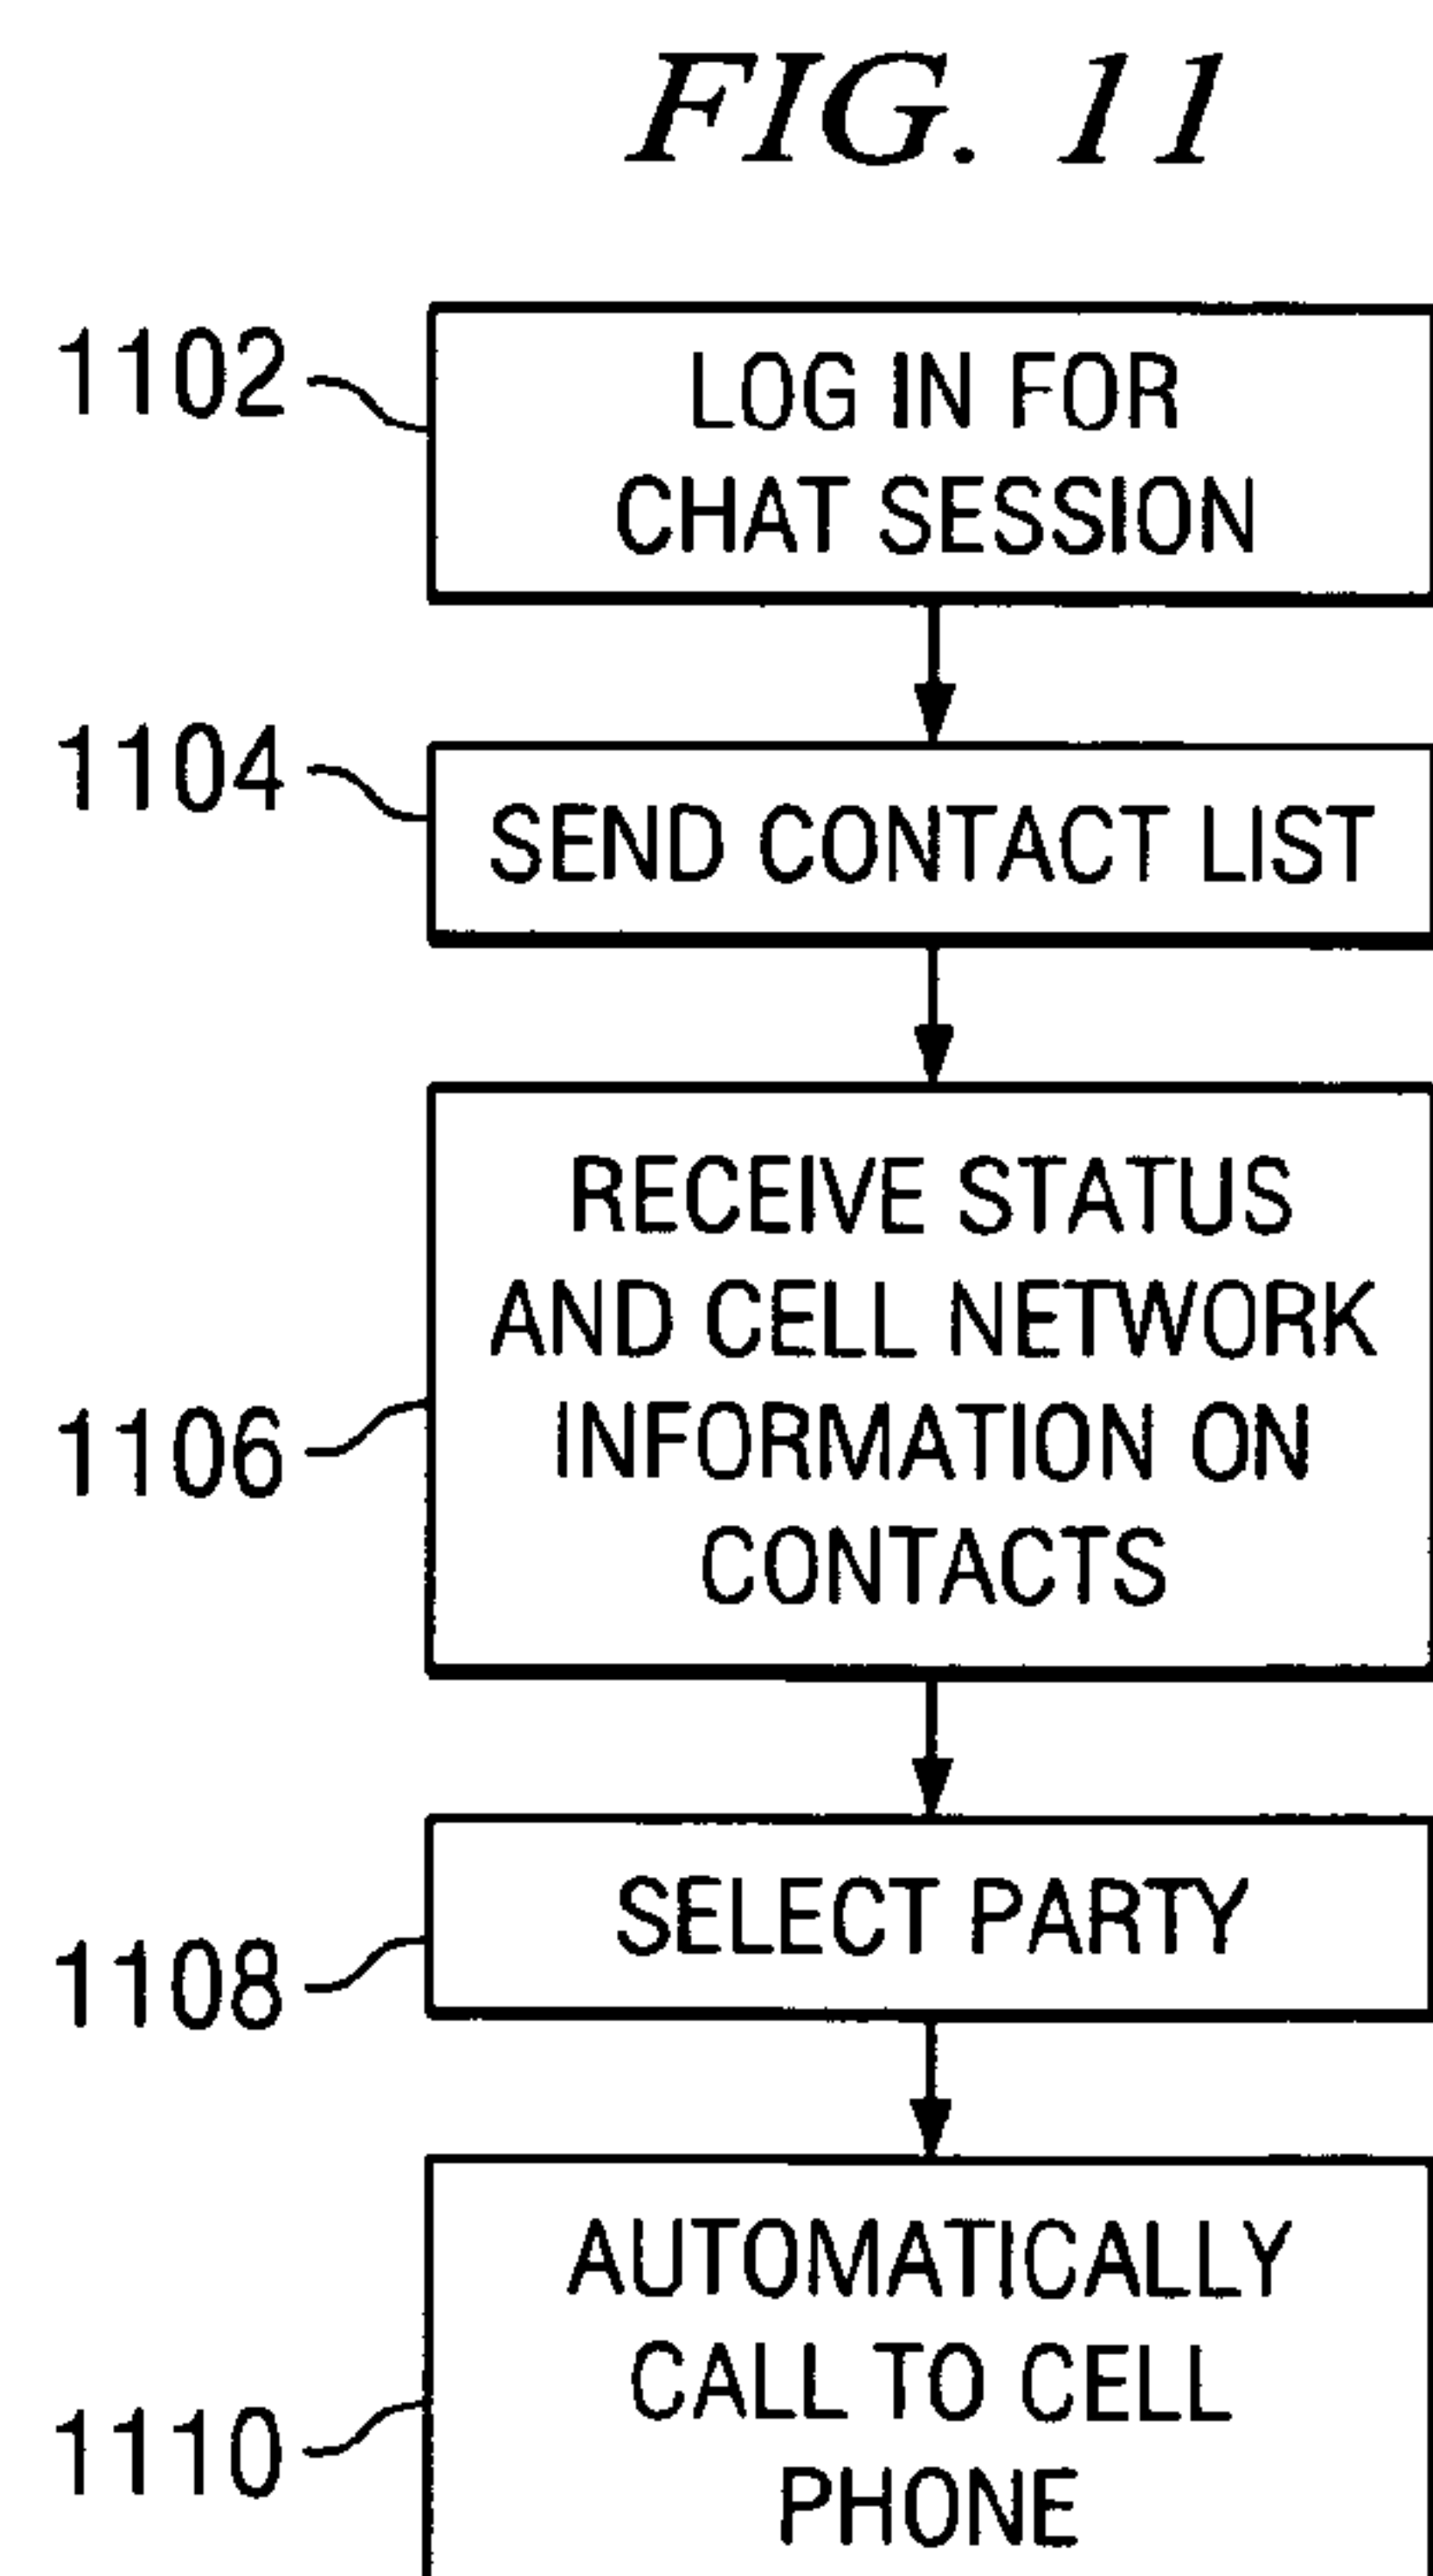 FIG. 11
1102
LOG IN FOR
CHAT SESSION
1104
SEND CONTACT LIST
RECEIVE STATUS
AND CELL NETWORK
1106
INFORMATION ON
CONTACTS
SELECT PARTY
1108
AUTOMATICALLY
CALL TO CELL
1110
PHONE